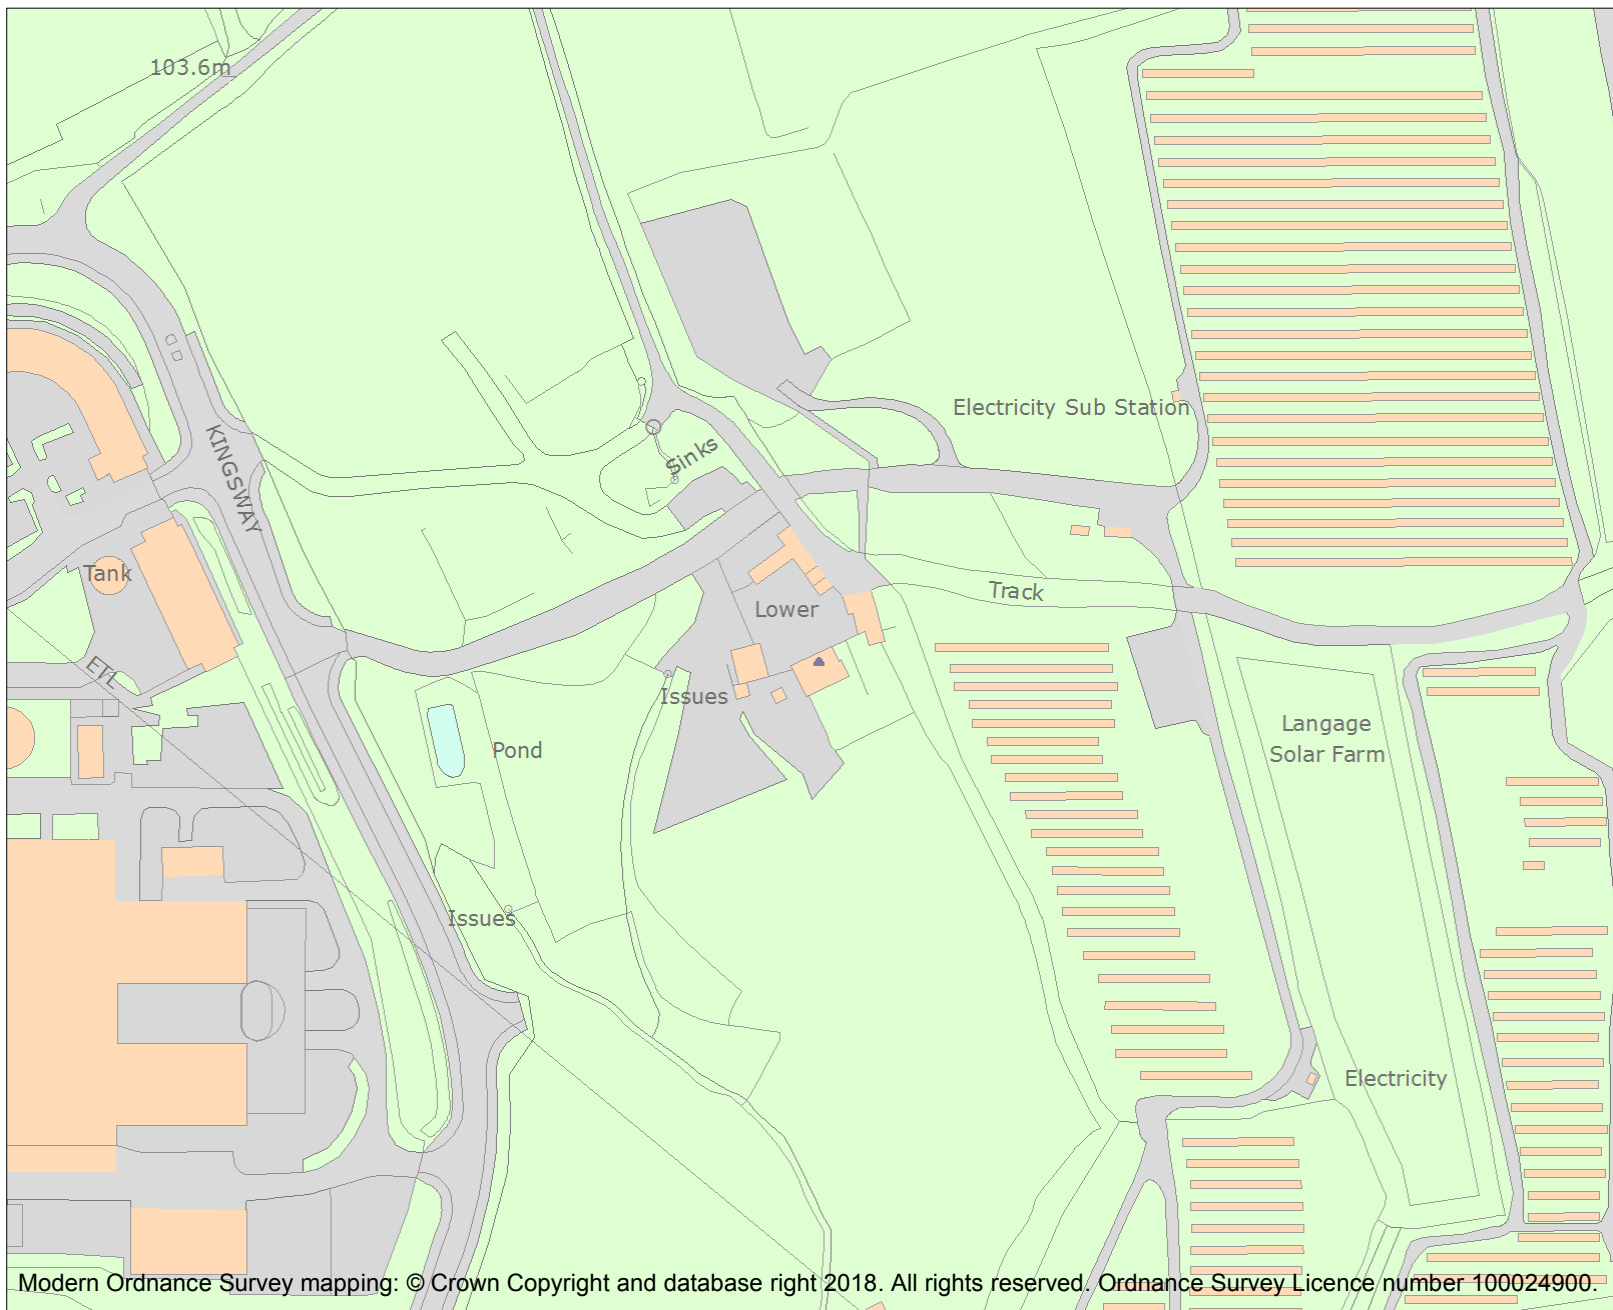 103.6m
Electricity Sub Station
KINGSWAY
Sinks
Tank
Track
Lower
ETL
Issues
Langage
Solar Farm
Pond
Issues
Electricity
Modern Ordnance Survey mapping: © Crown Copyright and database right 2018. All rights reserved. Ordnance Survey Licence number 100024900.